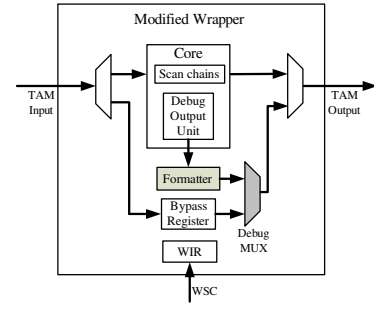 Modified Wrapper
Core
Scan chains
Debug
Output
Unit
TAM
Input
TAM
Output
Formatter
Bypass
Register
Debug
MUX
WIR
WSC